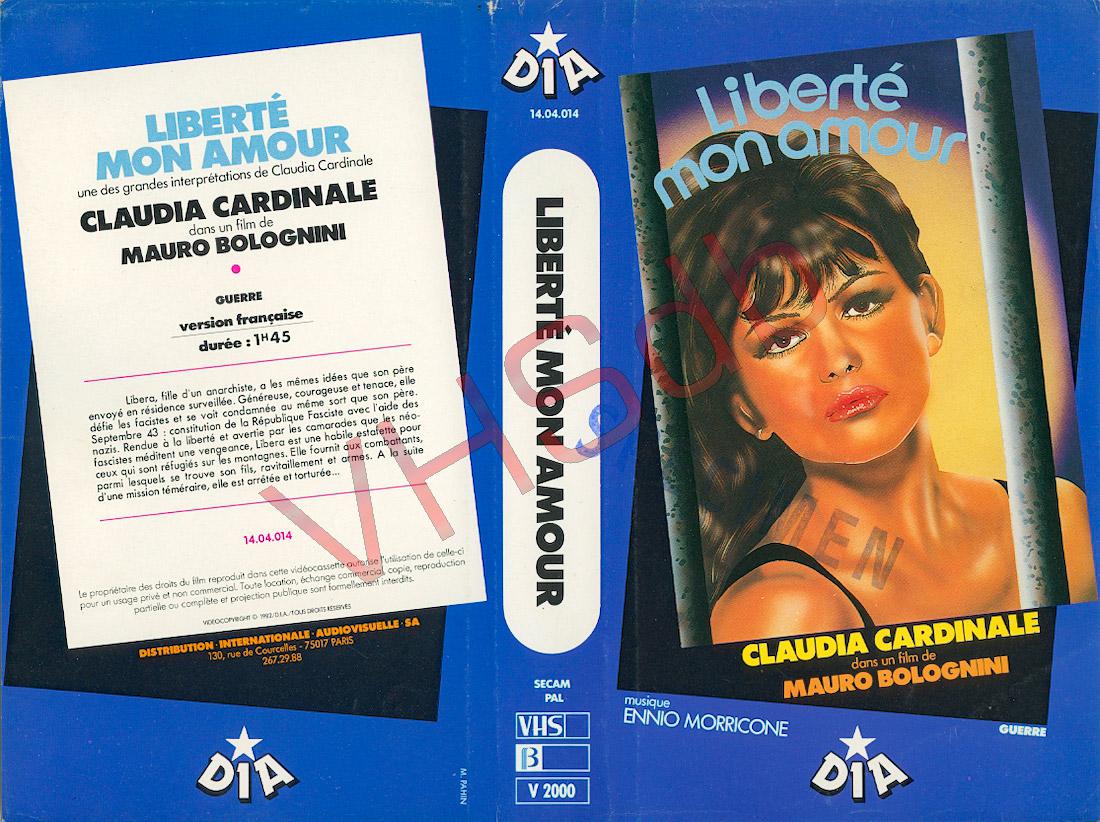 LIBERTÉ
MON AMOUR
une des grandes interprétations de Claudia Cardinale
CLAUDIA CARDINALE
dans un film de
MAURO BOLOGNINI
GUERRE
version française
durée : 1H45
Libera, fille d'un anarchiste, a les mêmes idées que son père
envoyé en résidence surveillée. Généreuse, courageuse et tenace, elle
défie les facistes et se voit condamnée au même sort que son père.
Septembre 43 : constitution de la République Fasciste avec l'aide des
nazis. Rendue à la liberté et avertie par les camarades que les néo-
fascistes méditent une vengeance, Libera est une habile estafette pour
ceux qui sont réfugiés sur les montagnes. Elle fournit aux combattants,
parmi lesquels se trouve son fils, ravitaillement et armes. A la suite
d'une mission téméraire, elle est arrêtée et torturée...
14.04.014
Le propriétaire des droits du film reproduit dans cette vidéocassette autorise l'utilisation de celle-ci
pour un usage privé et non commercial. Toute location, échange commercial, copie, reproduction
partielle ou complète et projection publique sont formellement interdits.
VIDEOCOPYRIGHT © 1982/D.I.A./TOUS DROITS RÉSERVÉS
DISTRIBUTION · INTERNATIONALE · AUDIOVISUELLE · SA
130, rue de Courcelles - 75017 PARIS
267.29.88
DIA
M. PAHIN
DIA
14.04.014
LIBERTÉ MON AMOUR
SECAM
PAL
VHS
β
V 2000
Liberté
mon amour
CLAUDIA CARDINALE
dans un film de
MAURO BOLOGNINI
musique
ENNIO MORRICONE
GUERRE
DIA
VHSdb